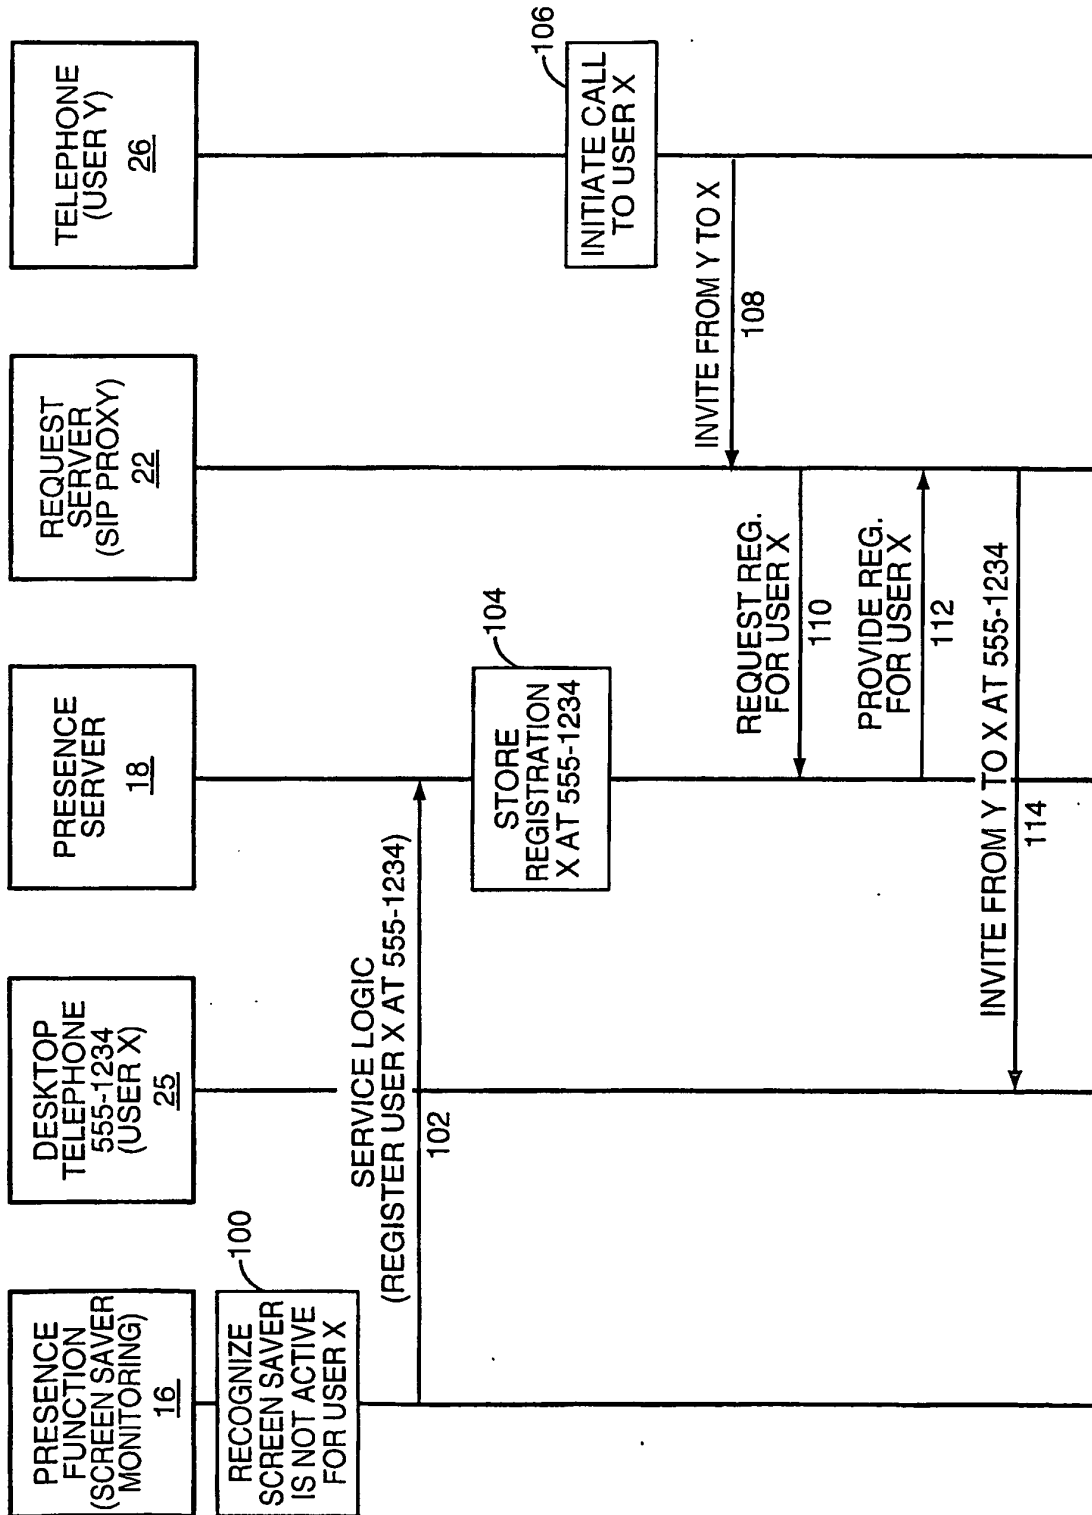 PRESENCE
FUNCTION
(SCREEN SAVER
MONITORING)
16
DESKTOP
TELEPHONE
555-1234
(USER X)
25
PRESENCE
SERVER
18
REQUEST
SERVER
(SIP PROXY)
22
TELEPHONE
(USER Y)
26
100
RECOGNIZE
SCREEN SAVER
IS NOT ACTIVE
FOR USER X
SERVICE LOGIC
(REGISTER USER X AT 555-1234)
102
104
STORE
REGISTRATION
X AT 555-1234
106
INITIATE CALL
TO USER X
INVITE FROM Y TO X
108
REQUEST REG.
FOR USER X
110
PROVIDE REG.
FOR USER X
112
INVITE FROM Y TO X AT 555-1234
114